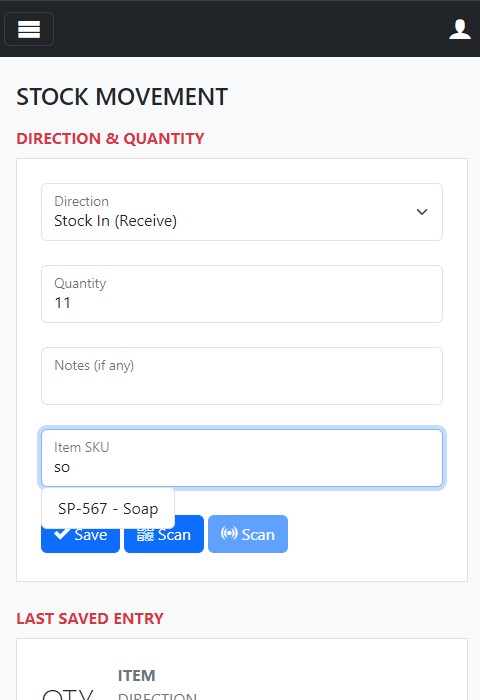 STOCK MOVEMENT
DIRECTION & QUANTITY
Direction
Stock In (Receive)
Quantity
11
Notes (if any)
Item SKU
so
SP-567 - Soap
Save Scan Scan
LAST SAVED ENTRY
ITEM
QTY DIRECTION